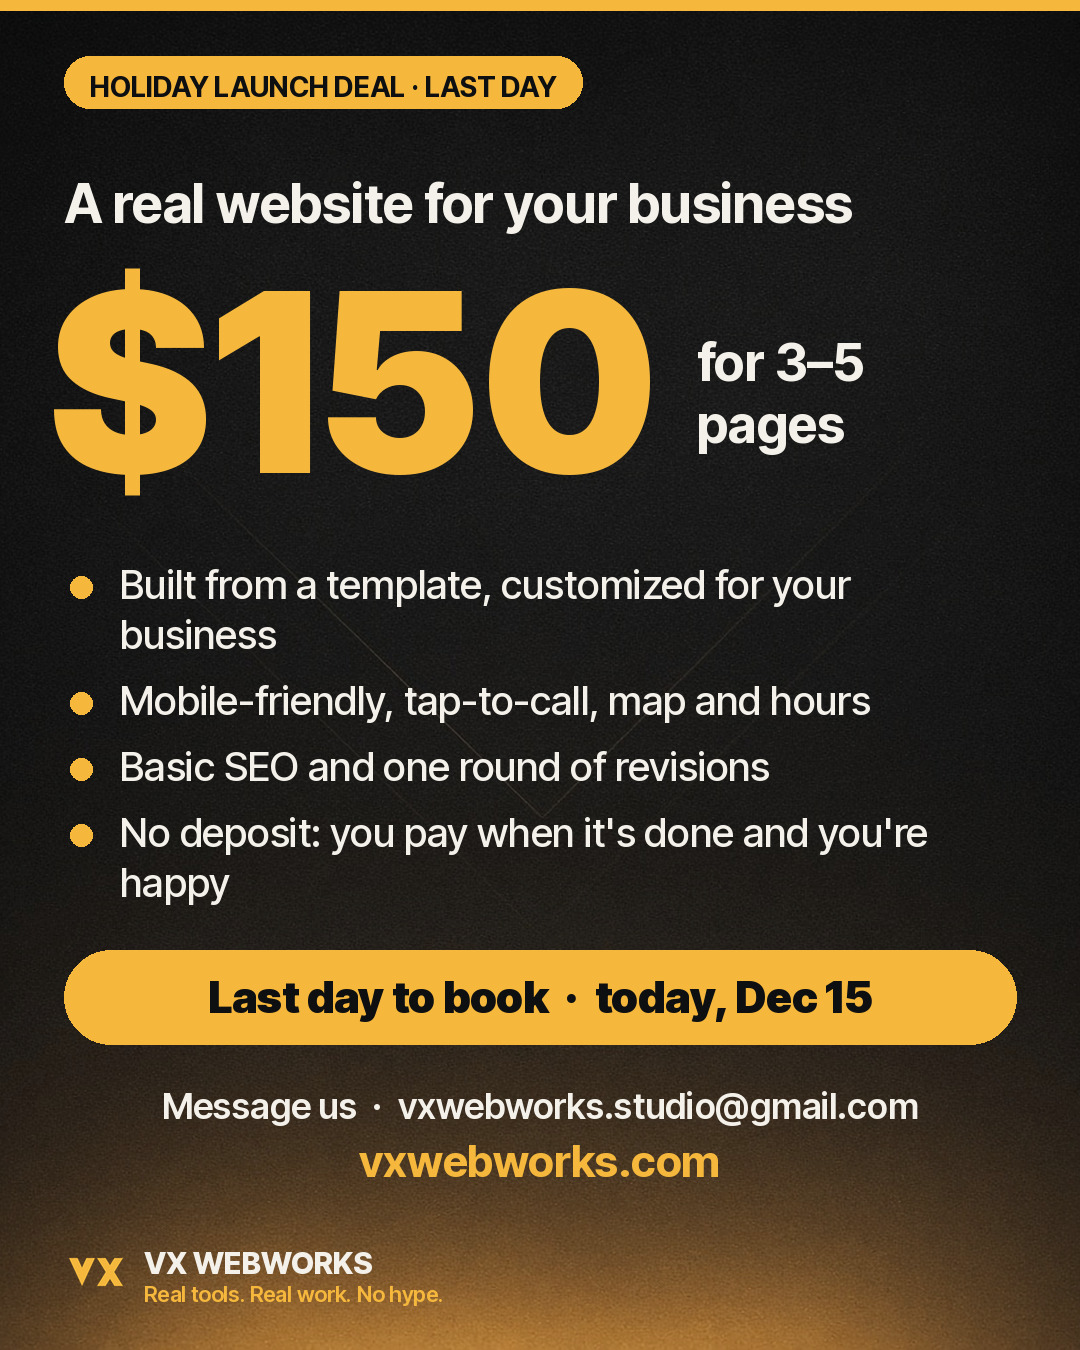 HOLIDAY LAUNCH DEAL · LAST DAY
A real website for your business
$150
for 3–5
pages
Built from a template, customized for your
business
Mobile-friendly, tap-to-call, map and hours
Basic SEO and one round of revisions
No deposit: you pay when it's done and you're
happy
Last day to book · today, Dec 15
Message us · vxwebworks.studio@gmail.com
vxwebworks.com
VX
VX WEBWORKS
Real tools. Real work. No hype.